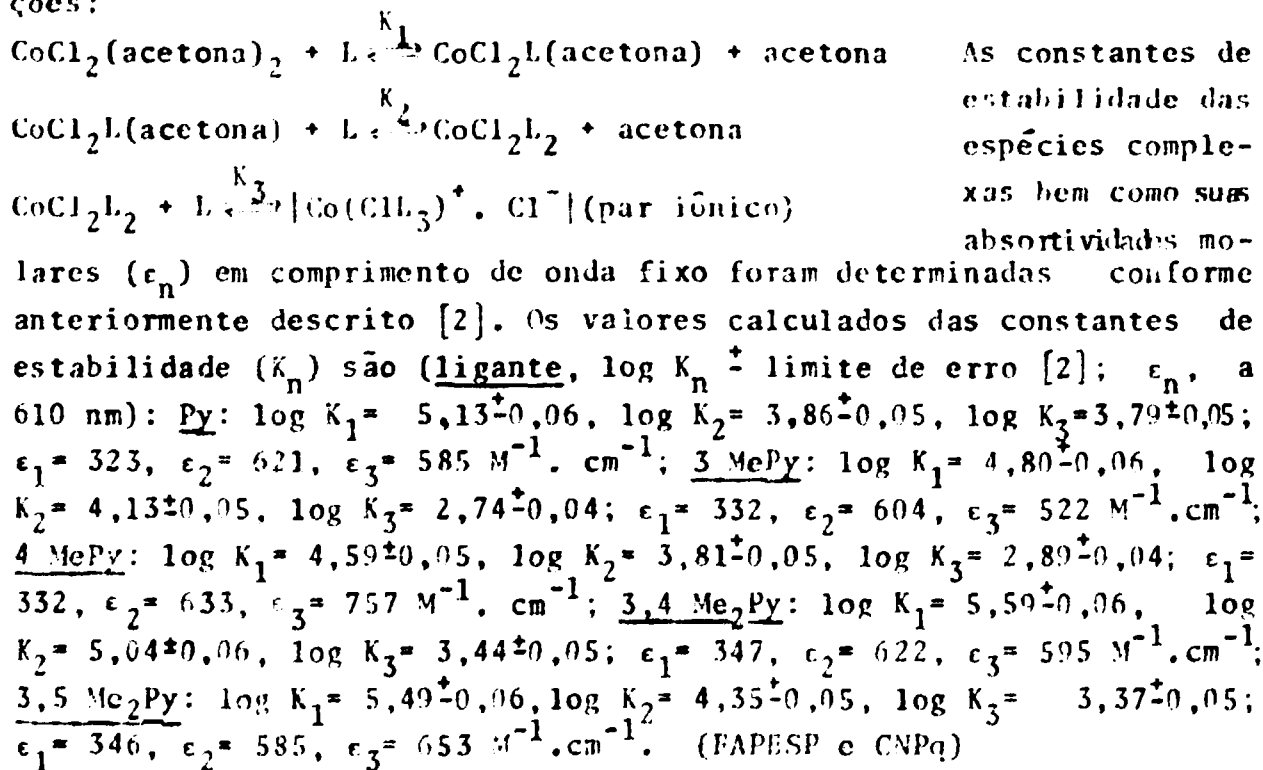 ções:
CoCl₂(acetona)₂ + L ⇌ K₁ CoCl₂L(acetona) + acetona As constantes de
estabilidade das
CoCl₂L(acetona) + L ⇌ K₂ CoCl₂L₂ + acetona
espécies comple-
xas bem como suas
CoCl₂L₂ + L ⇌ K₃ |Co(ClL₃)⁺. Cl⁻|(par iônico)
absortividades mo-
lares (εₙ) em comprimento de onda fixo foram determinadas conforme
anteriormente descrito [2]. Os valores calculados das constantes de
estabilidade (Kₙ) são (ligante, log Kₙ ± limite de erro [2]; εₙ, a
610 nm): Py: log K₁= 5,13±0,06, log K₂= 3,86±0,05, log K₃=3,79±0,05;
ε₁= 323, ε₂= 621, ε₃= 585 M⁻¹. cm⁻¹; 3 MePy: log K₁= 4,80±0,06, log
K₂= 4,13±0,05. log K₃= 2,74±0,04; ε₁= 332, ε₂= 604, ε₃= 522 M⁻¹.cm⁻¹;
4 MePy: log K₁= 4,59±0,05, log K₂= 3,81±0,05, log K₃= 2,89±0,04; ε₁=
332, ε₂= 633, ε₃= 757 M⁻¹. cm⁻¹; 3,4 Me₂Py: log K₁= 5,59±0,06, log
K₂= 5,04±0,06, log K₃= 3,44±0,05; ε₁= 347, ε₂= 622, ε₃= 595 M⁻¹.cm⁻¹;
3,5 Me₂Py: log K₁= 5,49±0,06, log K₂= 4,35±0,05, log K₃= 3,37±0,05;
ε₁= 346, ε₂= 585, ε₃= 653 M⁻¹.cm⁻¹. (FAPESP e CNPq)